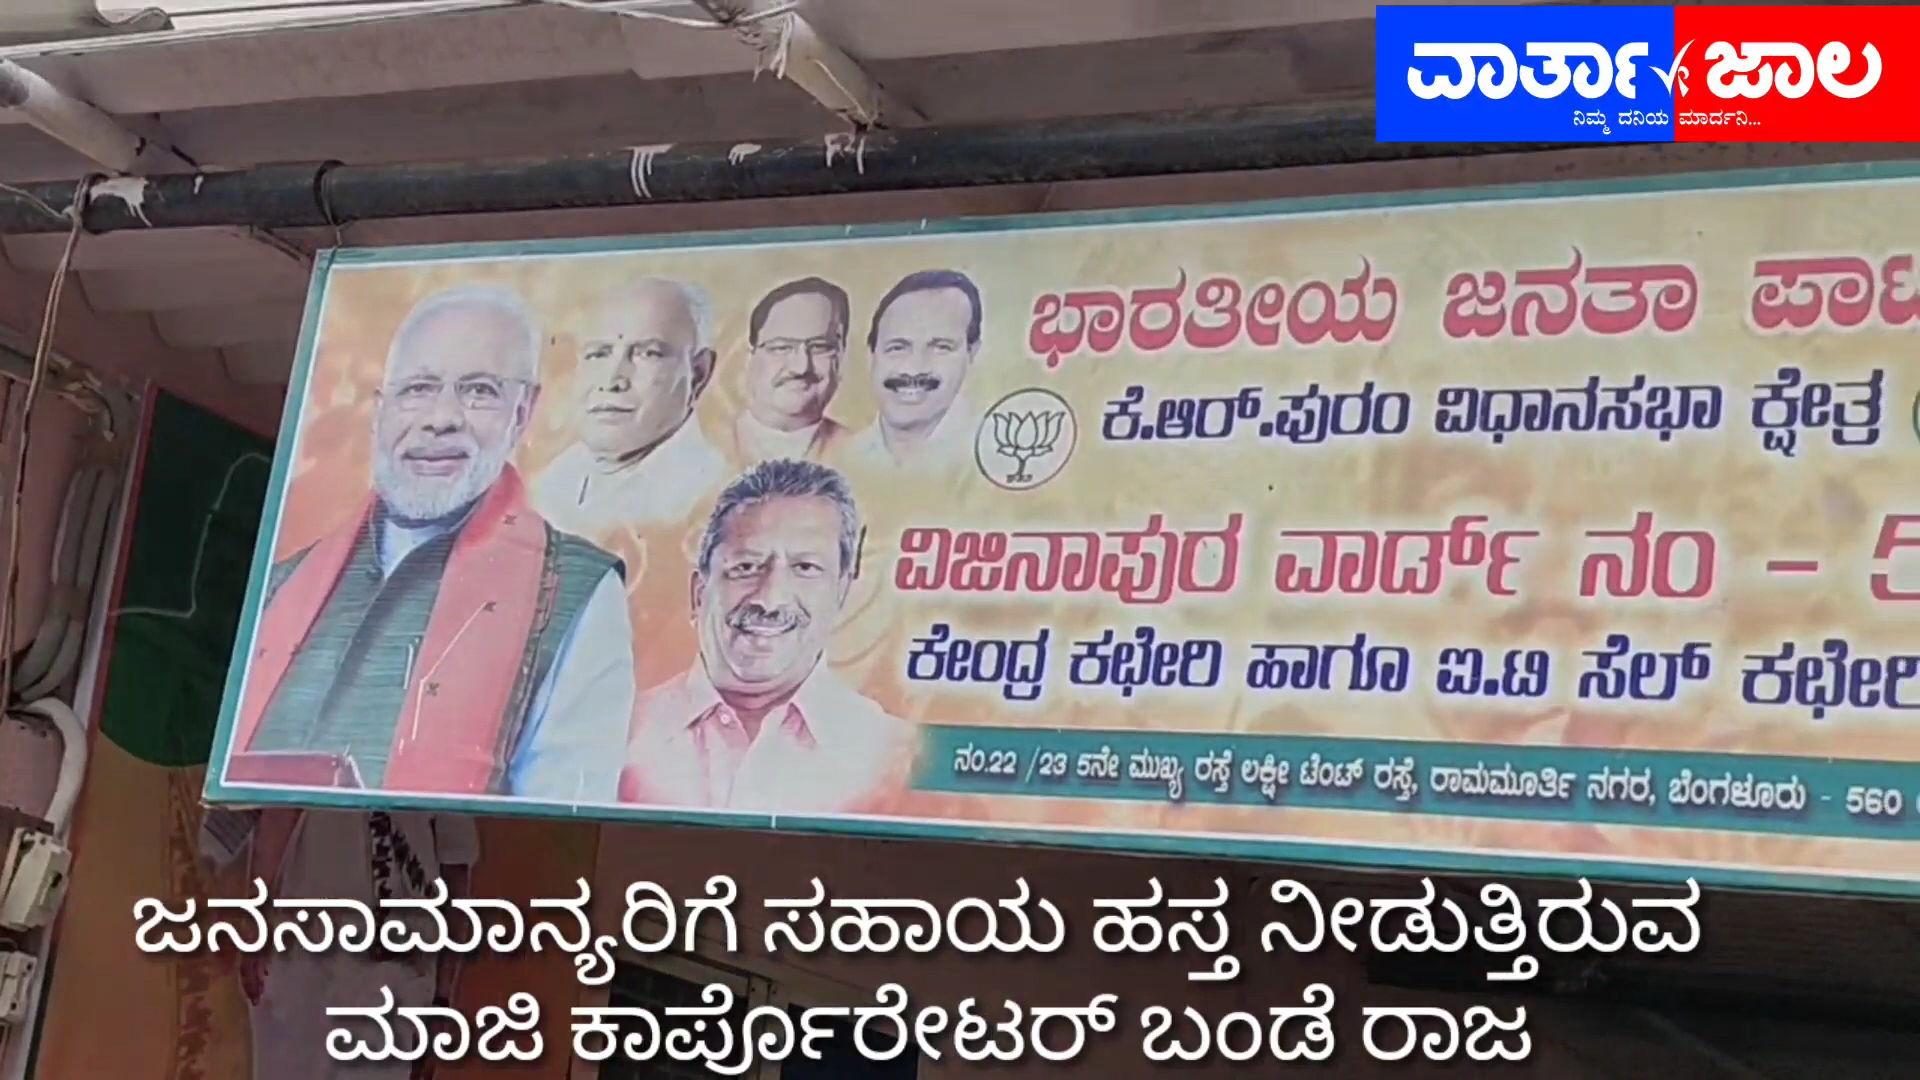 ವಾರ್ತಾ ಜಾಲ
ನಿಮ್ಮ ದನಿಯ ಮಾರ್ದನಿ...
ಭಾರತೀಯ ಜನತಾ
ಕೆ.ಆರ್.ಪುರಂ ವಿಧಾನಸಭಾ ಕ್ಷೇತ್ರ
ವಿಜಿನಾಪುರ ವಾರ್ಡ್ ನಂ - 5
ಕೇಂದ್ರ ಕಛೇರಿ ಹಾಗೂ ಐ.ಟಿ ಸೆಲ್ ಕಛೇರಿ
ನಂ.22 /23 5ನೇ ಮುಖ್ಯ ರಸ್ತೆ ಲಕ್ಷ್ಮೀ ಟೆಂಟ್ ರಸ್ತೆ, ರಾಮಮೂರ್ತಿ ನಗರ, ಬೆಂಗಳೂರು - 560
ಜನಸಾಮಾನ್ಯರಿಗೆ ಸಹಾಯ ಹಸ್ತ ನೀಡುತ್ತಿರುವ
ಮಾಜಿ ಕಾರ್ಪೊರೇಟರ್ ಬಂಡೆ ರಾಜ